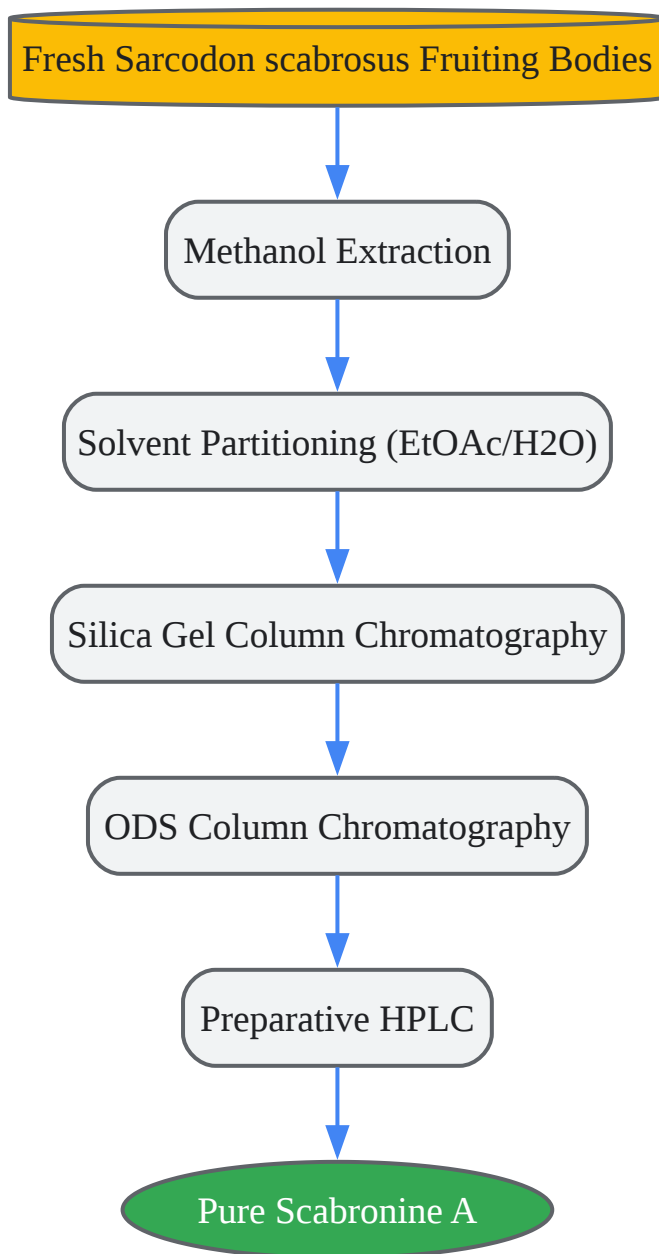 Fresh Sarcodon scabrosus Fruiting Bodies
Methanol Extraction
Solvent Partitioning (EtOAc/H2O)
Silica Gel Column Chromatography
ODS Column Chromatography
Preparative HPLC
Pure Scabronine A